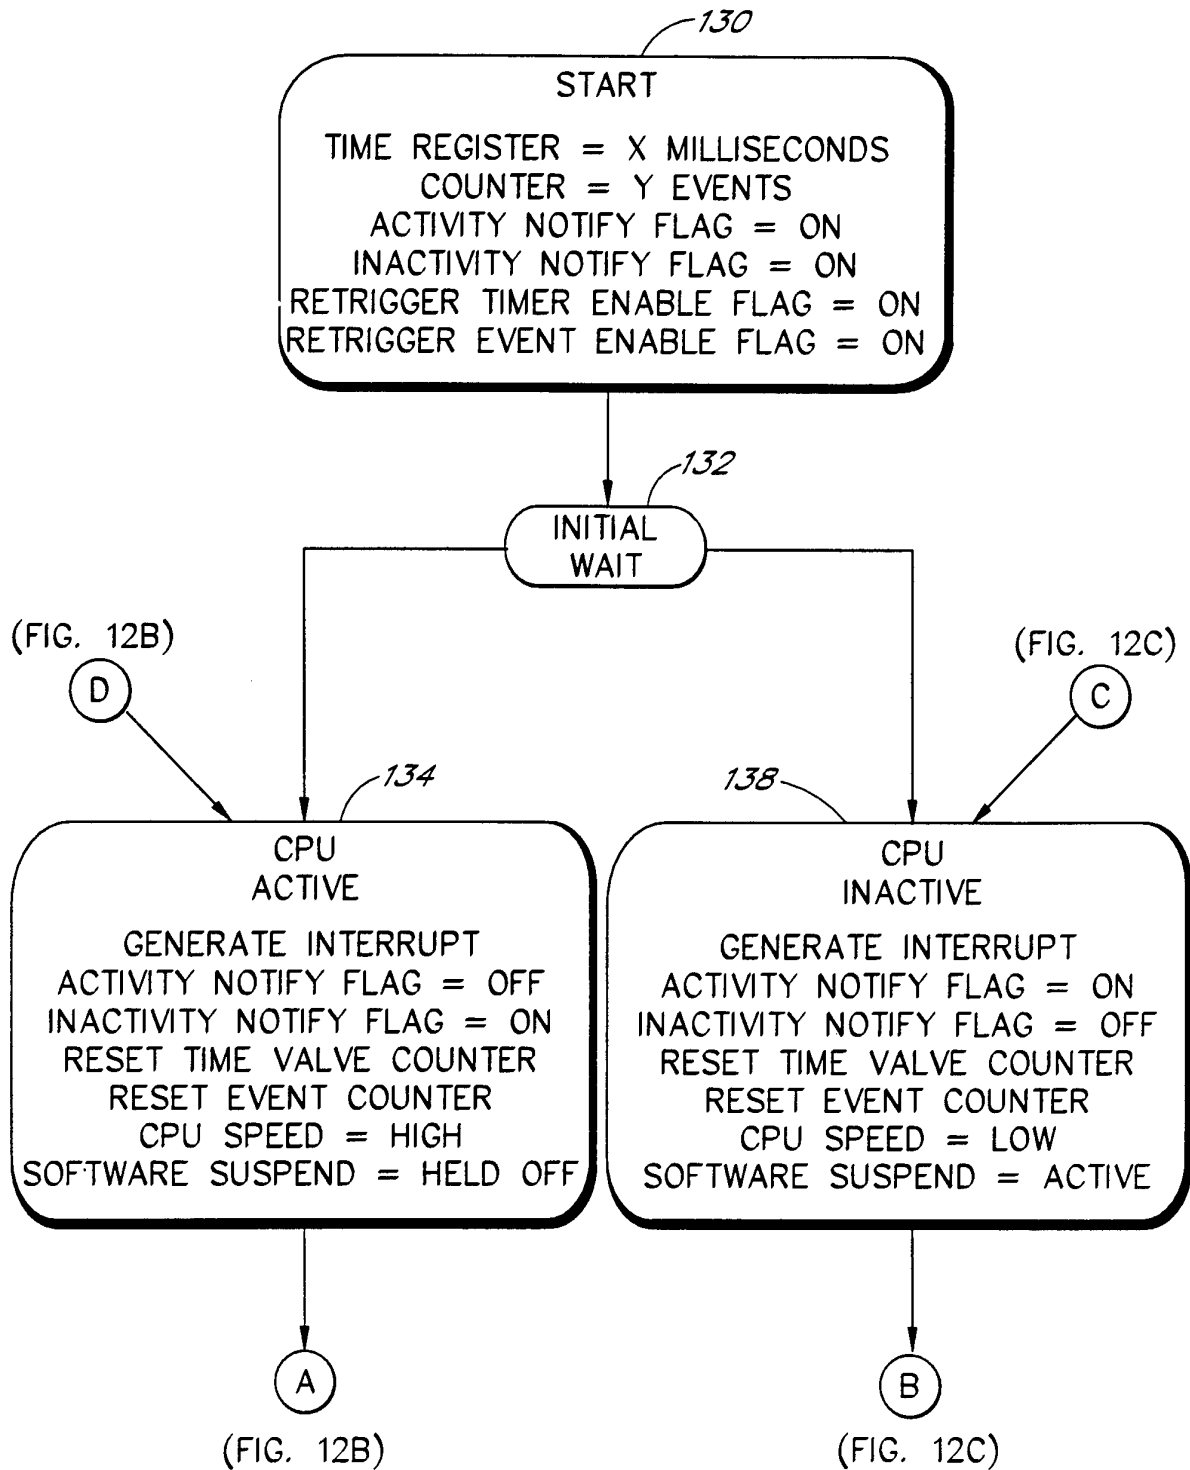 130
START
TIME REGISTER = X MILLISECONDS
COUNTER = Y EVENTS
ACTIVITY NOTIFY FLAG = ON
INACTIVITY NOTIFY FLAG = ON
RETRIGGER TIMER ENABLE FLAG = ON
RETRIGGER EVENT ENABLE FLAG = ON
132
INITIAL
WAIT
(FIG. 12B)
D
(FIG. 12C)
C
134
CPU
ACTIVE
GENERATE INTERRUPT
ACTIVITY NOTIFY FLAG = OFF
INACTIVITY NOTIFY FLAG = ON
RESET TIME VALVE COUNTER
RESET EVENT COUNTER
CPU SPEED = HIGH
SOFTWARE SUSPEND = HELD OFF
138
CPU
INACTIVE
GENERATE INTERRUPT
ACTIVITY NOTIFY FLAG = ON
INACTIVITY NOTIFY FLAG = OFF
RESET TIME VALVE COUNTER
RESET EVENT COUNTER
CPU SPEED = LOW
SOFTWARE SUSPEND = ACTIVE
A
(FIG. 12B)
B
(FIG. 12C)